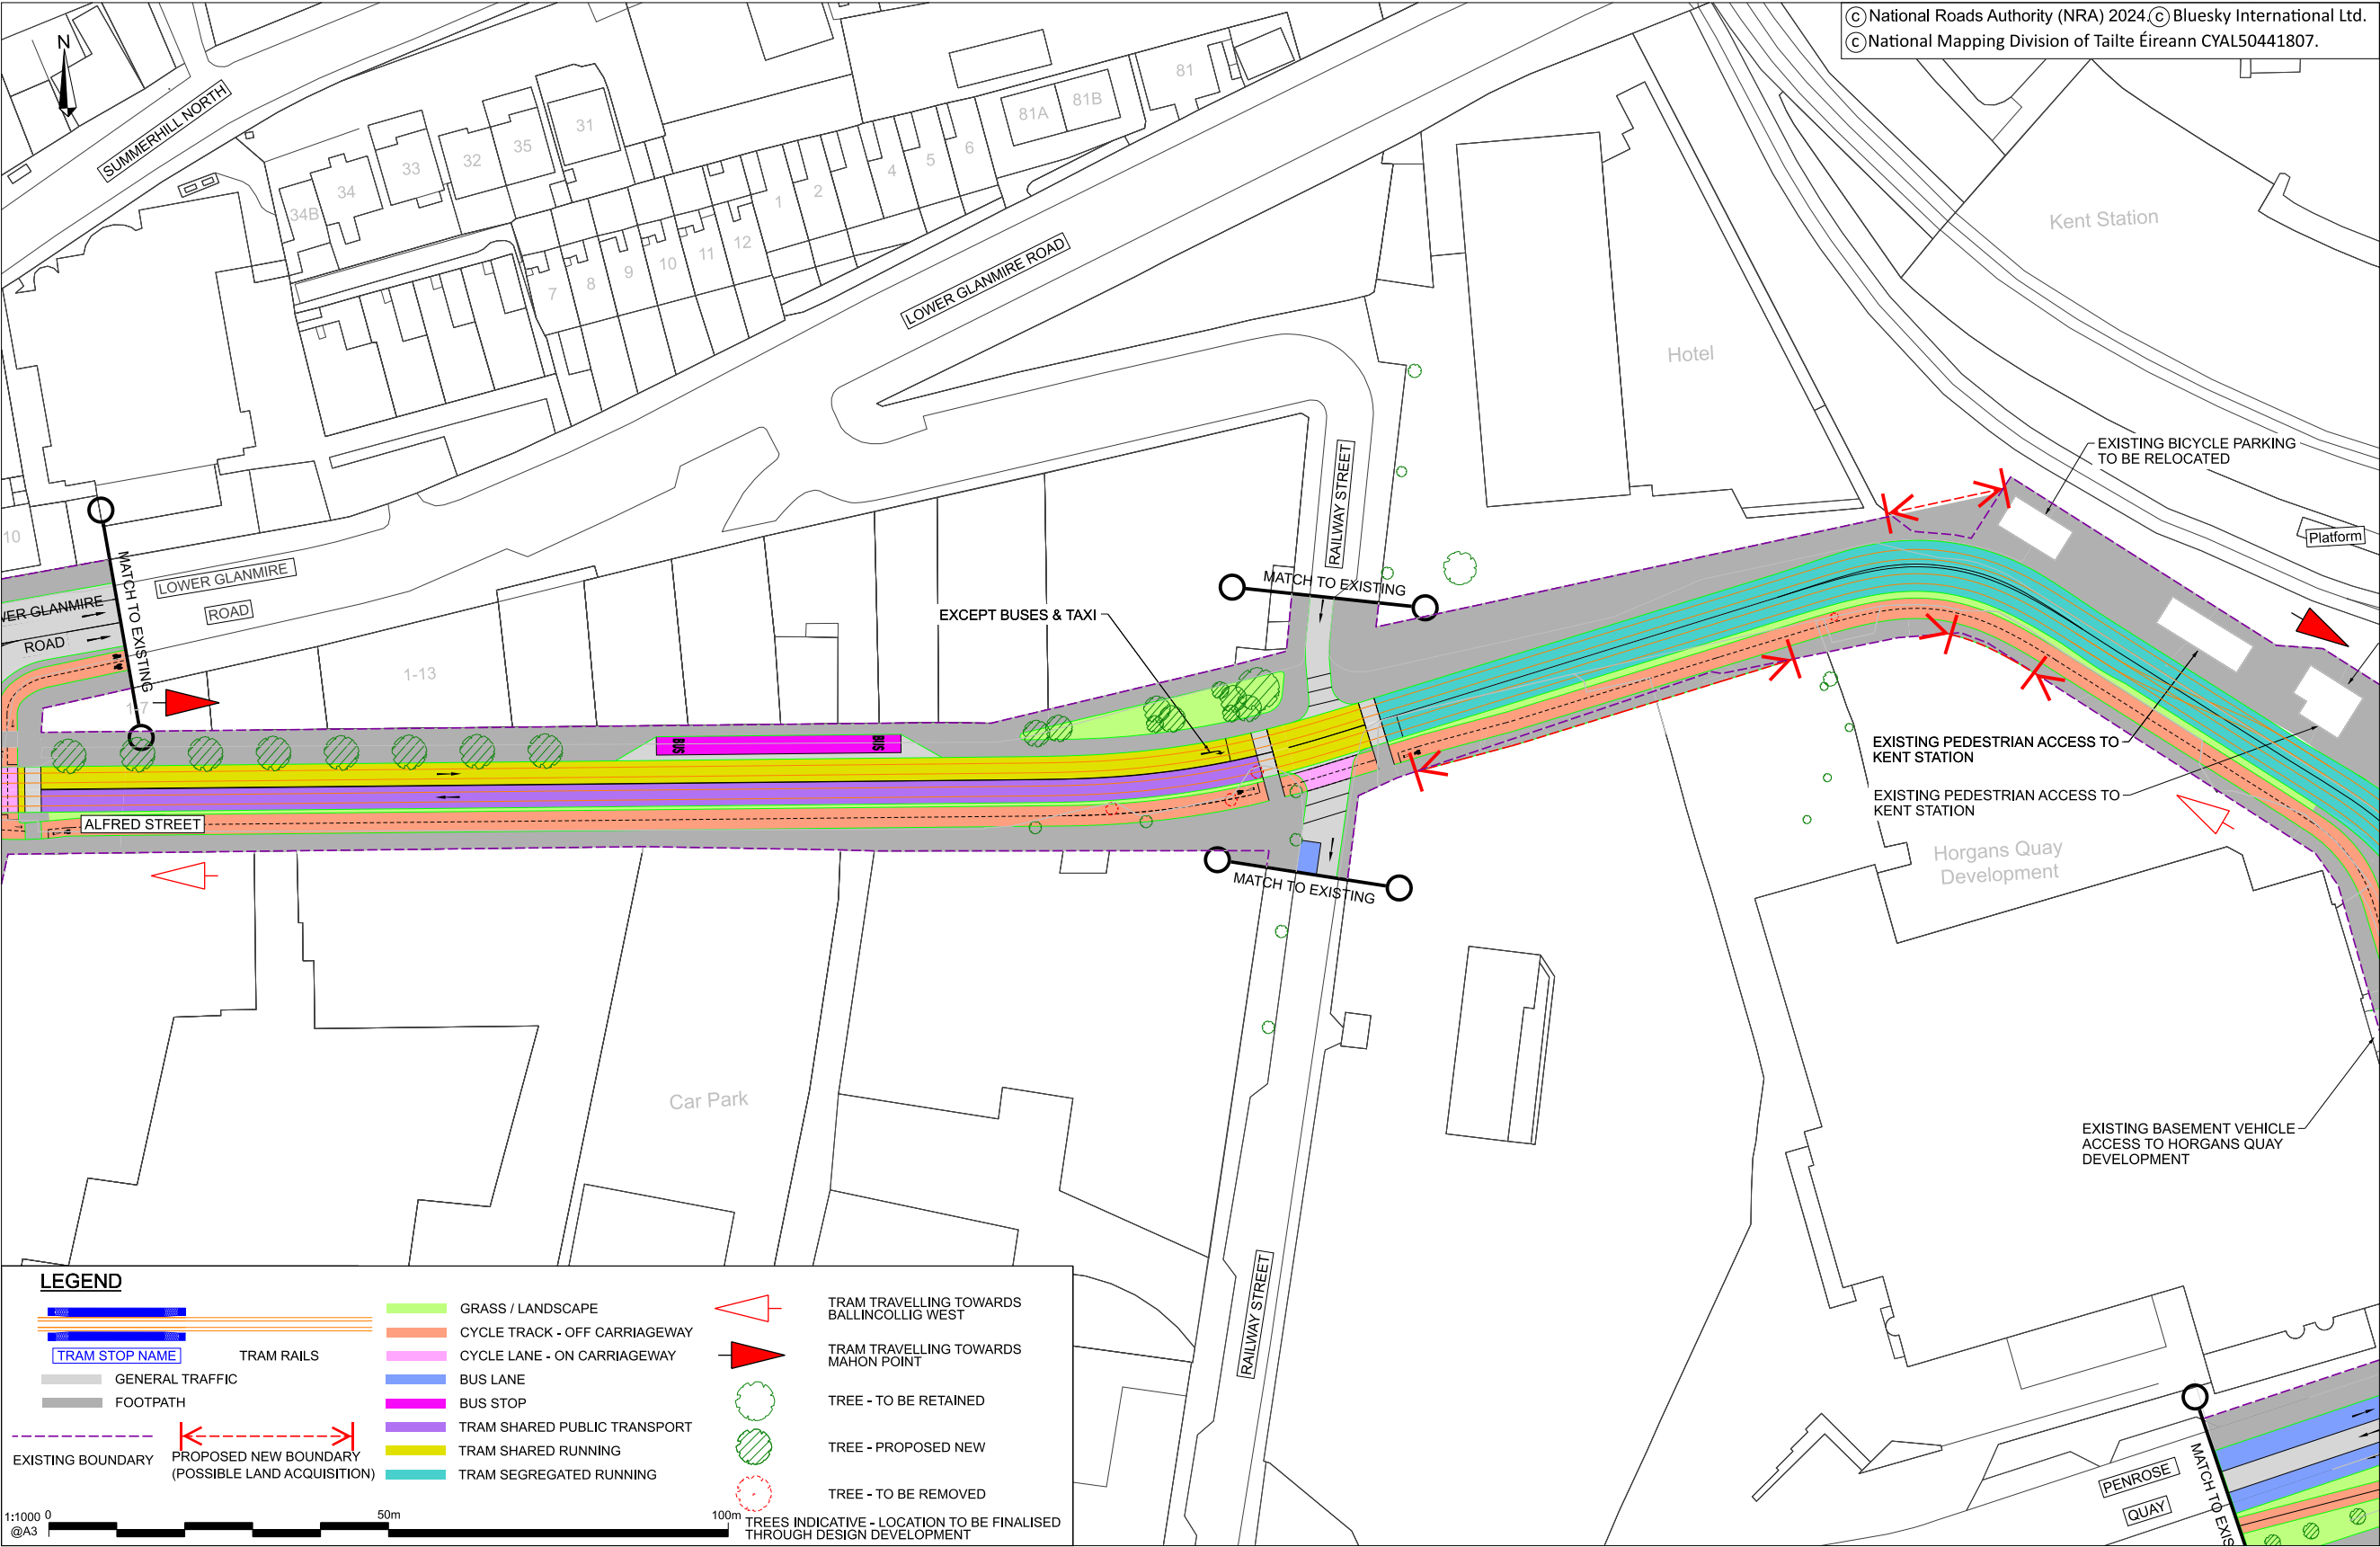 © National Roads Authority (NRA) 2024. © Bluesky International Ltd.
© National Mapping Division of Tailte Éireann CYAL50441807.
N
SUMMERHILL NORTH
34B
34
33
32
35
31
7
8
9
10
11
12
1
2
4
5
6
81A
81B
81
LOWER GLANMIRE ROAD
Kent Station
Hotel
EXISTING BICYCLE PARKING
TO BE RELOCATED
Platform
RAILWAY STREET
10
MATCH TO EXISTING
LOWER GLANMIRE
ROAD
WER GLANMIRE
ROAD
1-7
1-13
EXCEPT BUSES & TAXI
MATCH TO EXISTING
BUS
BUS
ALFRED STREET
MATCH TO EXISTING
EXISTING PEDESTRIAN ACCESS TO
KENT STATION
EXISTING PEDESTRIAN ACCESS TO
KENT STATION
Horgans Quay
Development
Car Park
EXISTING BASEMENT VEHICLE
ACCESS TO HORGANS QUAY
DEVELOPMENT
RAILWAY STREET
PENROSE
QUAY
MATCH TO EXIS
LEGEND
TRAM STOP NAME
TRAM RAILS
GENERAL TRAFFIC
FOOTPATH
EXISTING BOUNDARY
PROPOSED NEW BOUNDARY
(POSSIBLE LAND ACQUISITION)
GRASS / LANDSCAPE
CYCLE TRACK - OFF CARRIAGEWAY
CYCLE LANE - ON CARRIAGEWAY
BUS LANE
BUS STOP
TRAM SHARED PUBLIC TRANSPORT
TRAM SHARED RUNNING
TRAM SEGREGATED RUNNING
TRAM TRAVELLING TOWARDS
BALLINCOLLIG WEST
TRAM TRAVELLING TOWARDS
MAHON POINT
TREE - TO BE RETAINED
TREE - PROPOSED NEW
TREE - TO BE REMOVED
TREES INDICATIVE - LOCATION TO BE FINALISED
THROUGH DESIGN DEVELOPMENT
1:1000
@A3
0
50m
100m